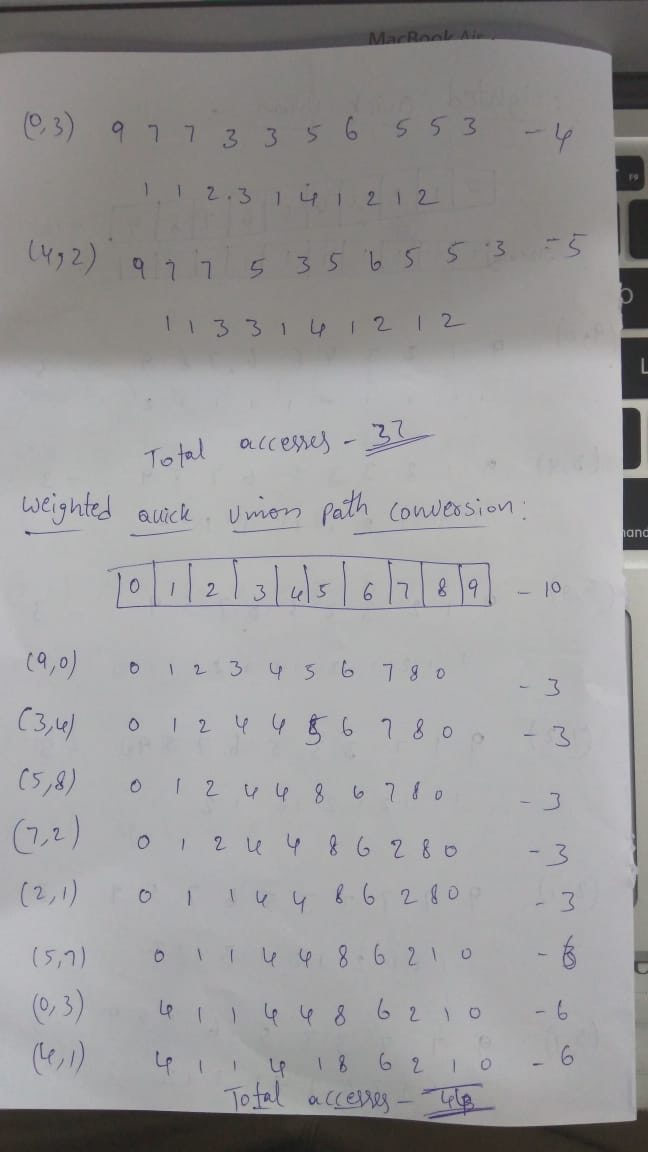 MacBook Air
(0,3) 9 7 7 3 3 5 6 5 5 3 - 4
1 1 2 3 1 4 1 2 1 2
(4,2) 9 7 7 5 3 5 6 5 5 3 - 5
1 1 3 3 1 4 1 2 1 2
Total accesses - 37
Weighted quick union path conversion:
0 1 2 3 4 5 6 7 8 9 - 10
(9,0) 0 1 2 3 4 5 6 7 8 0 - 3
(3,4) 0 1 2 4 4 5 6 7 8 0 - 3
(5,8) 0 1 2 4 4 8 6 7 8 0 - 3
(7,2) 0 1 2 4 4 8 6 2 8 0 - 3
(2,1) 0 1 1 4 4 8 6 2 8 0 - 3
(5,7) 0 1 1 4 4 8 6 2 1 0 -
(0,3) 4 1 1 4 4 8 6 2 1 0 - 6
(4,1) 4 1 1 4 1 8 6 2 1 0 - 6
Total accesses -
F9
L